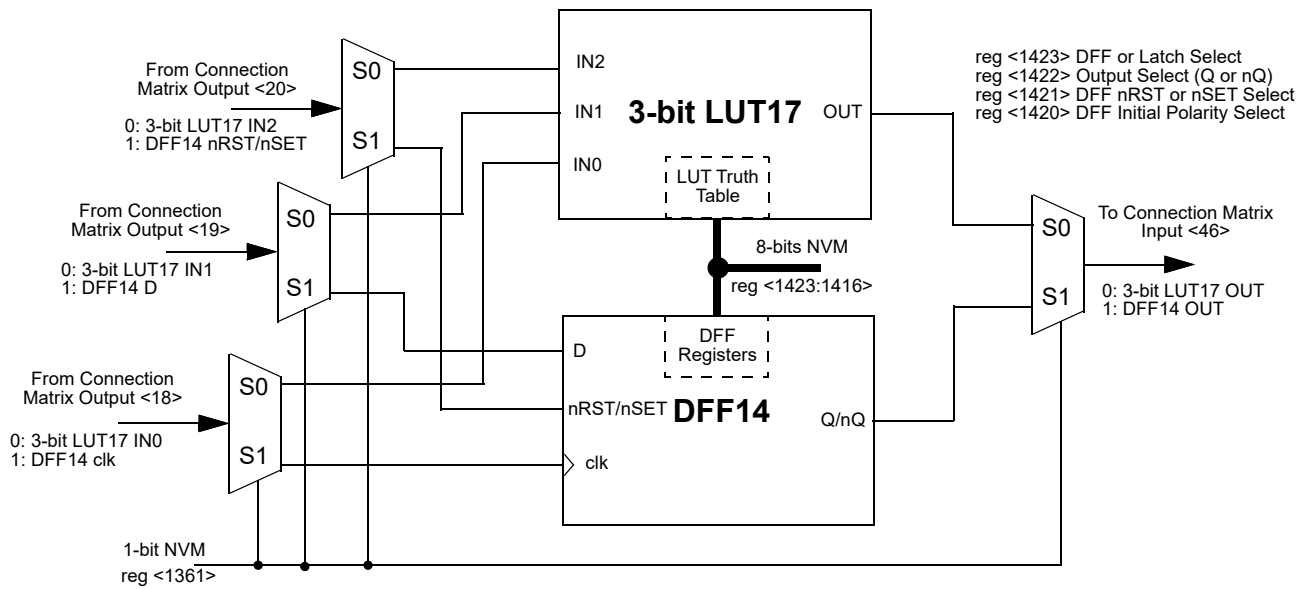 From Connection
Matrix Output <20>
0: 3-bit LUT17 IN2
1: DFF14 nRST/nSET
S0
S1
From Connection
Matrix Output <19>
0: 3-bit LUT17 IN1
1: DFF14 D
S0
S1
From Connection
Matrix Output <18>
0: 3-bit LUT17 IN0
1: DFF14 clk
S0
S1
1-bit NVM
reg <1361>
IN2
IN1
IN0
3-bit LUT17
OUT
LUT Truth
Table
8-bits NVM
reg <1423:1416>
DFF
Registers
D
nRST/nSET
DFF14
Q/nQ
clk
reg <1423> DFF or Latch Select
reg <1422> Output Select (Q or nQ)
reg <1421> DFF nRST or nSET Select
reg <1420> DFF Initial Polarity Select
S0
S1
To Connection Matrix
Input <46>
0: 3-bit LUT17 OUT
1: DFF14 OUT